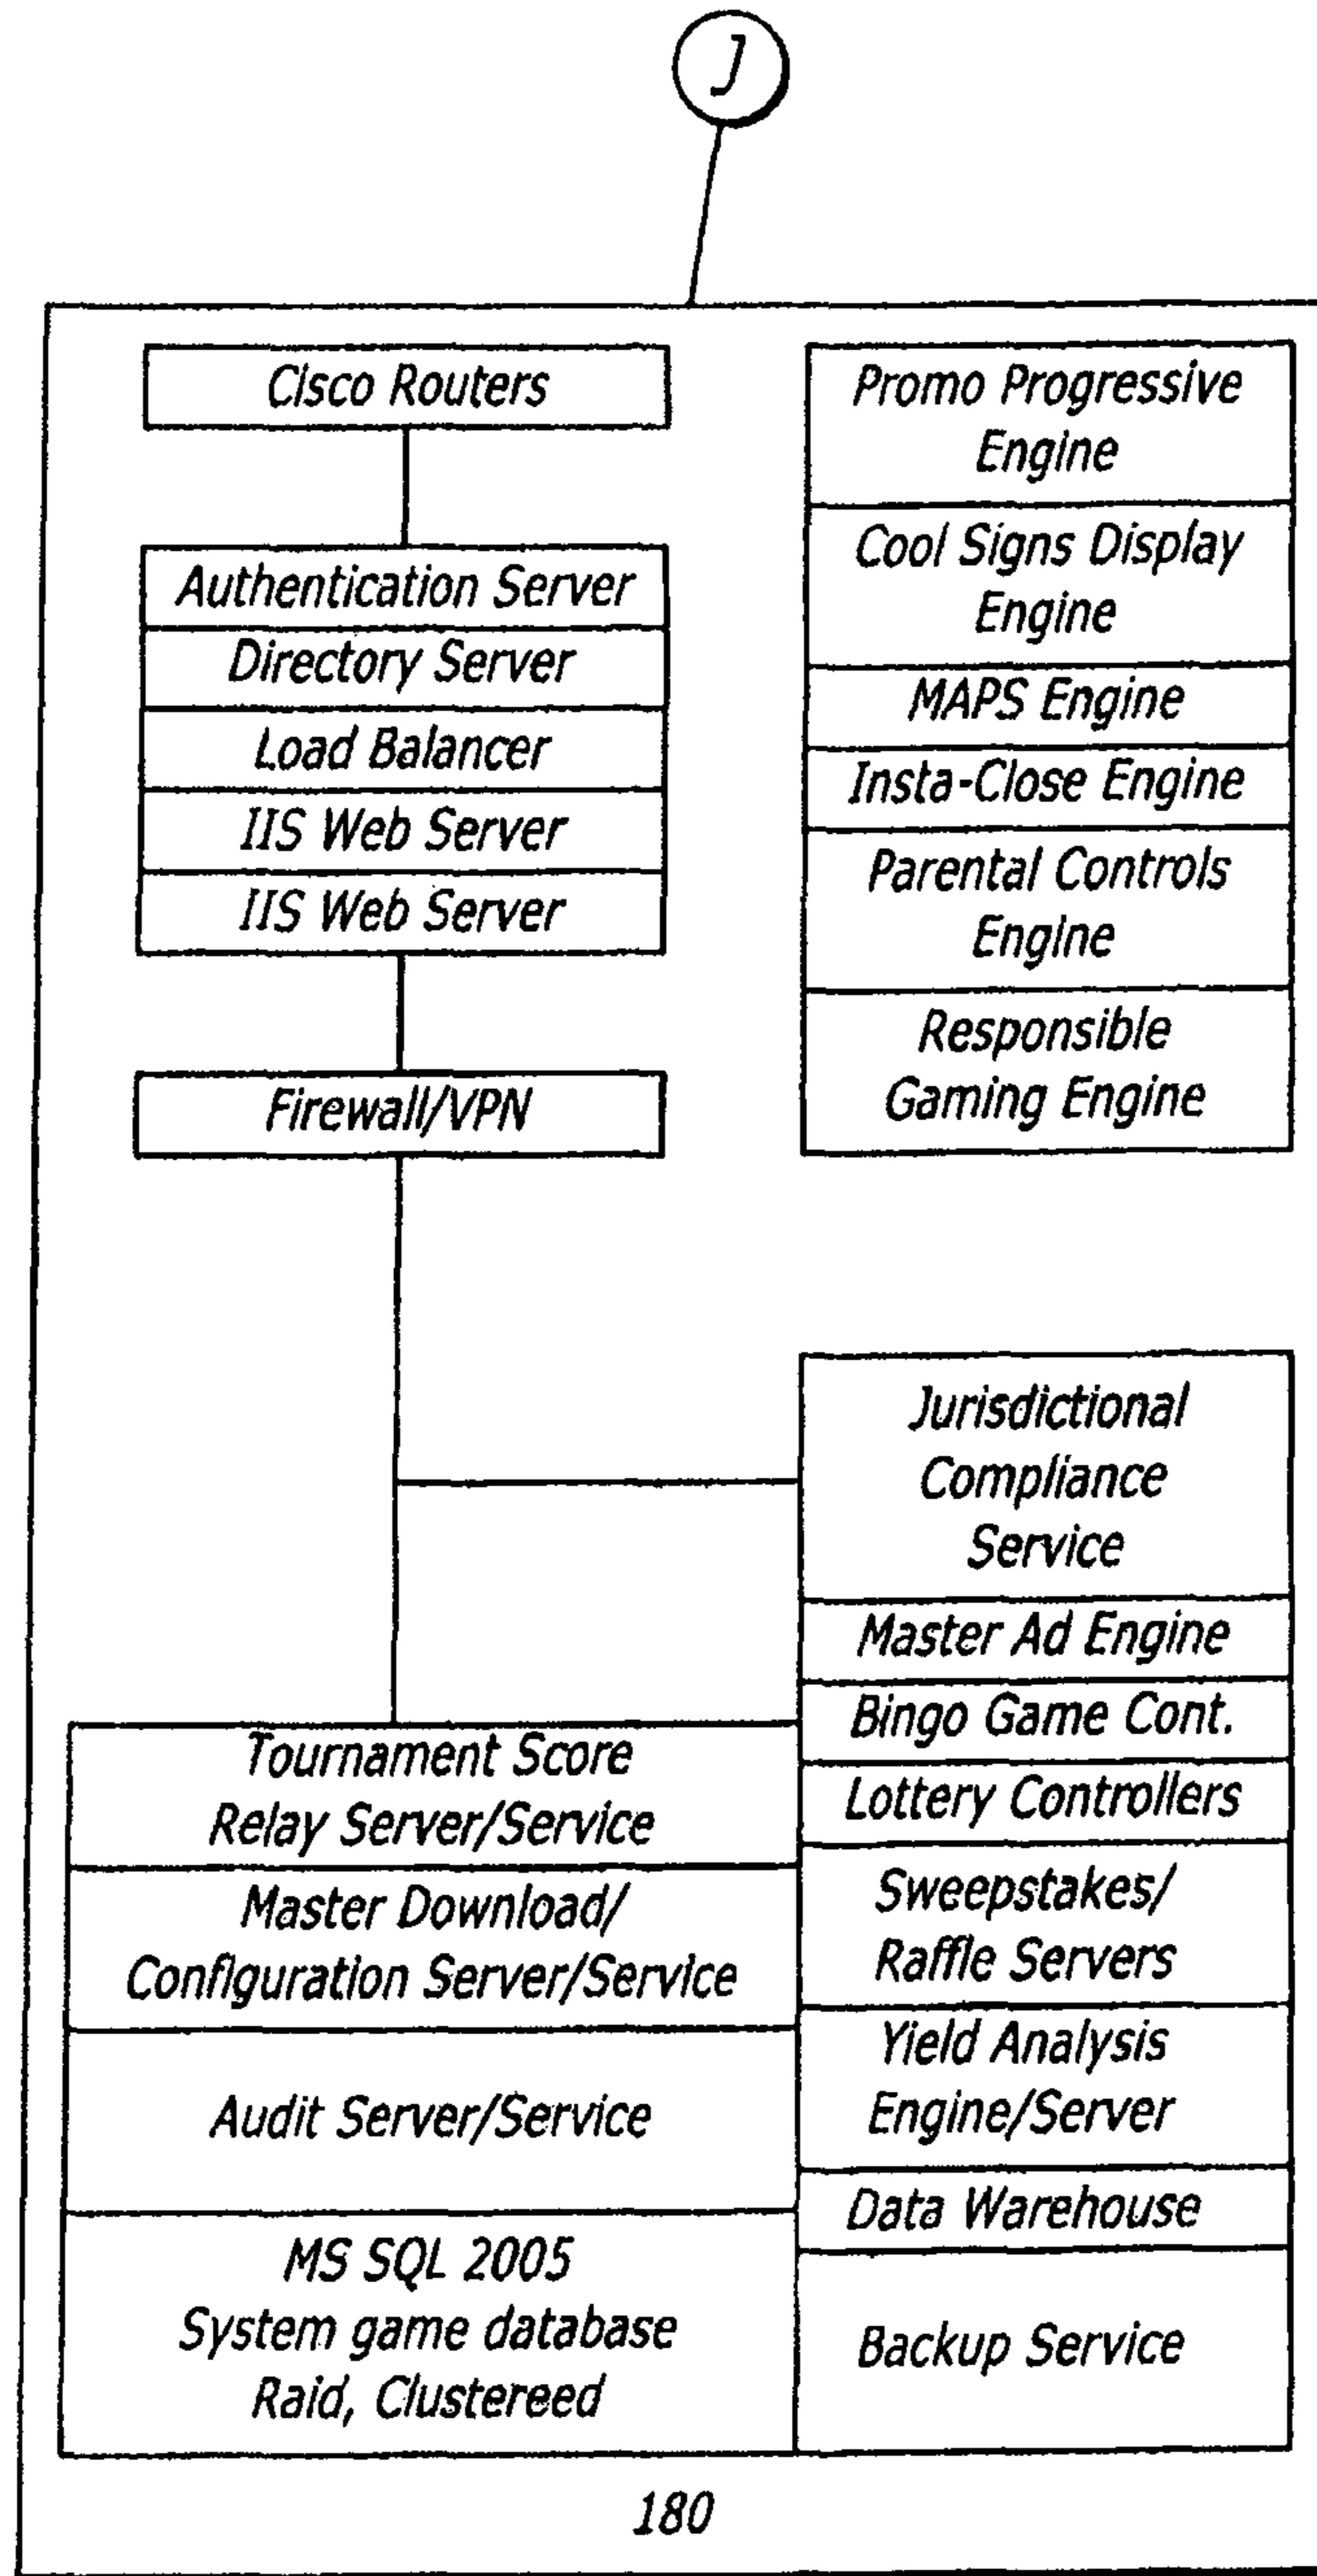 J
Cisco Routers
Authentication Server
Directory Server
Load Balancer
IIS Web Server
IIS Web Server
Firewall/VPN
Promo Progressive
Engine
Cool Signs Display
Engine
MAPS Engine
Insta-Close Engine
Parental Controls
Engine
Responsible
Gaming Engine
Jurisdictional
Compliance
Service
Master Ad Engine
Bingo Game Cont.
Lottery Controllers
Sweepstakes/
Raffle Servers
Yield Analysis
Engine/Server
Data Warehouse
Backup Service
Tournament Score
Relay Server/Service
Master Download/
Configuration Server/Service
Audit Server/Service
MS SQL 2005
System game database
Raid, Clustereed
180